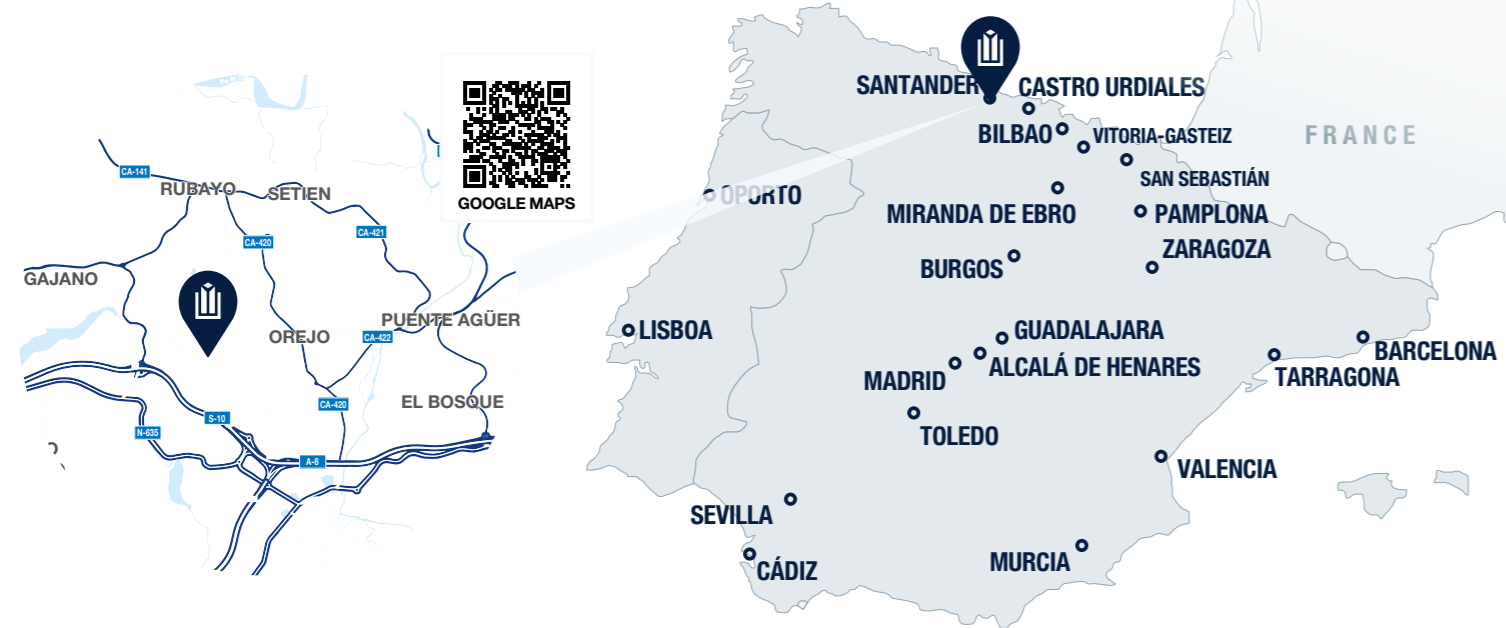 CA-141
RUBAYO
SETIEN
CA-420
CA-421
GAJANO
OREJO
PUENTE AGÜER
CA-422
CA-420
EL BOSQUE
S-10
N-635
A-8
GOOGLE MAPS
SANTANDER
CASTRO URDIALES
BILBAO
VITORIA-GASTEIZ
FRANCE
SAN SEBASTIÁN
OPORTO
MIRANDA DE EBRO
PAMPLONA
ZARAGOZA
BURGOS
LISBOA
GUADALAJARA
ALCALÁ DE HENARES
MADRID
BARCELONA
TARRAGONA
TOLEDO
VALENCIA
SEVILLA
MURCIA
CÁDIZ